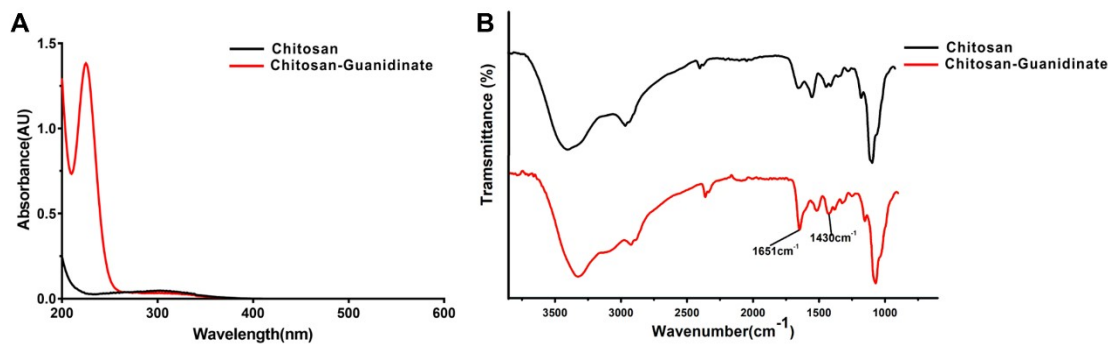 A
Absorbance(AU)
1.5
1.0
0.5
0.0
200
300
400
500
600
Wavelength(nm)
Chitosan
Chitosan-Guanidinate
B
Tramsmittance (%)
3500
3000
2500
2000
1500
1000
Wavenumber(cm-1)
1651cm-1
1430cm-1
Chitosan
Chitosan-Guanidinate